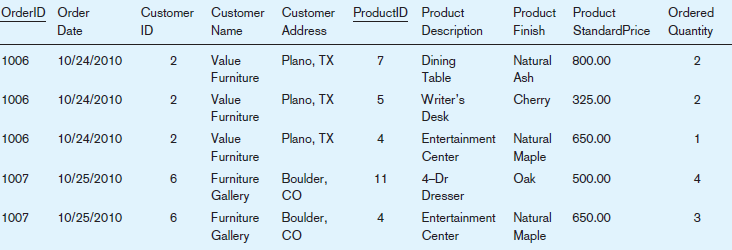 OrderID Order Customer Customer Customer ProductID Product Product Product Ordered
Date ID Name Address Description Finish StandardPrice Quantity
1006 10/24/2010 2 Value Plano, TX 7 Dining Natural 800.00 2
Furniture Table Ash
1006 10/24/2010 2 Value Plano, TX 5 Writer's Cherry 325.00 2
Furniture Desk
1006 10/24/2010 2 Value Plano, TX 4 Entertainment Natural 650.00 1
Furniture Center Maple
1007 10/25/2010 6 Furniture Boulder, 11 4–Dr Oak 500.00 4
Gallery CO Dresser
1007 10/25/2010 6 Furniture Boulder, 4 Entertainment Natural 650.00 3
Gallery CO Center Maple